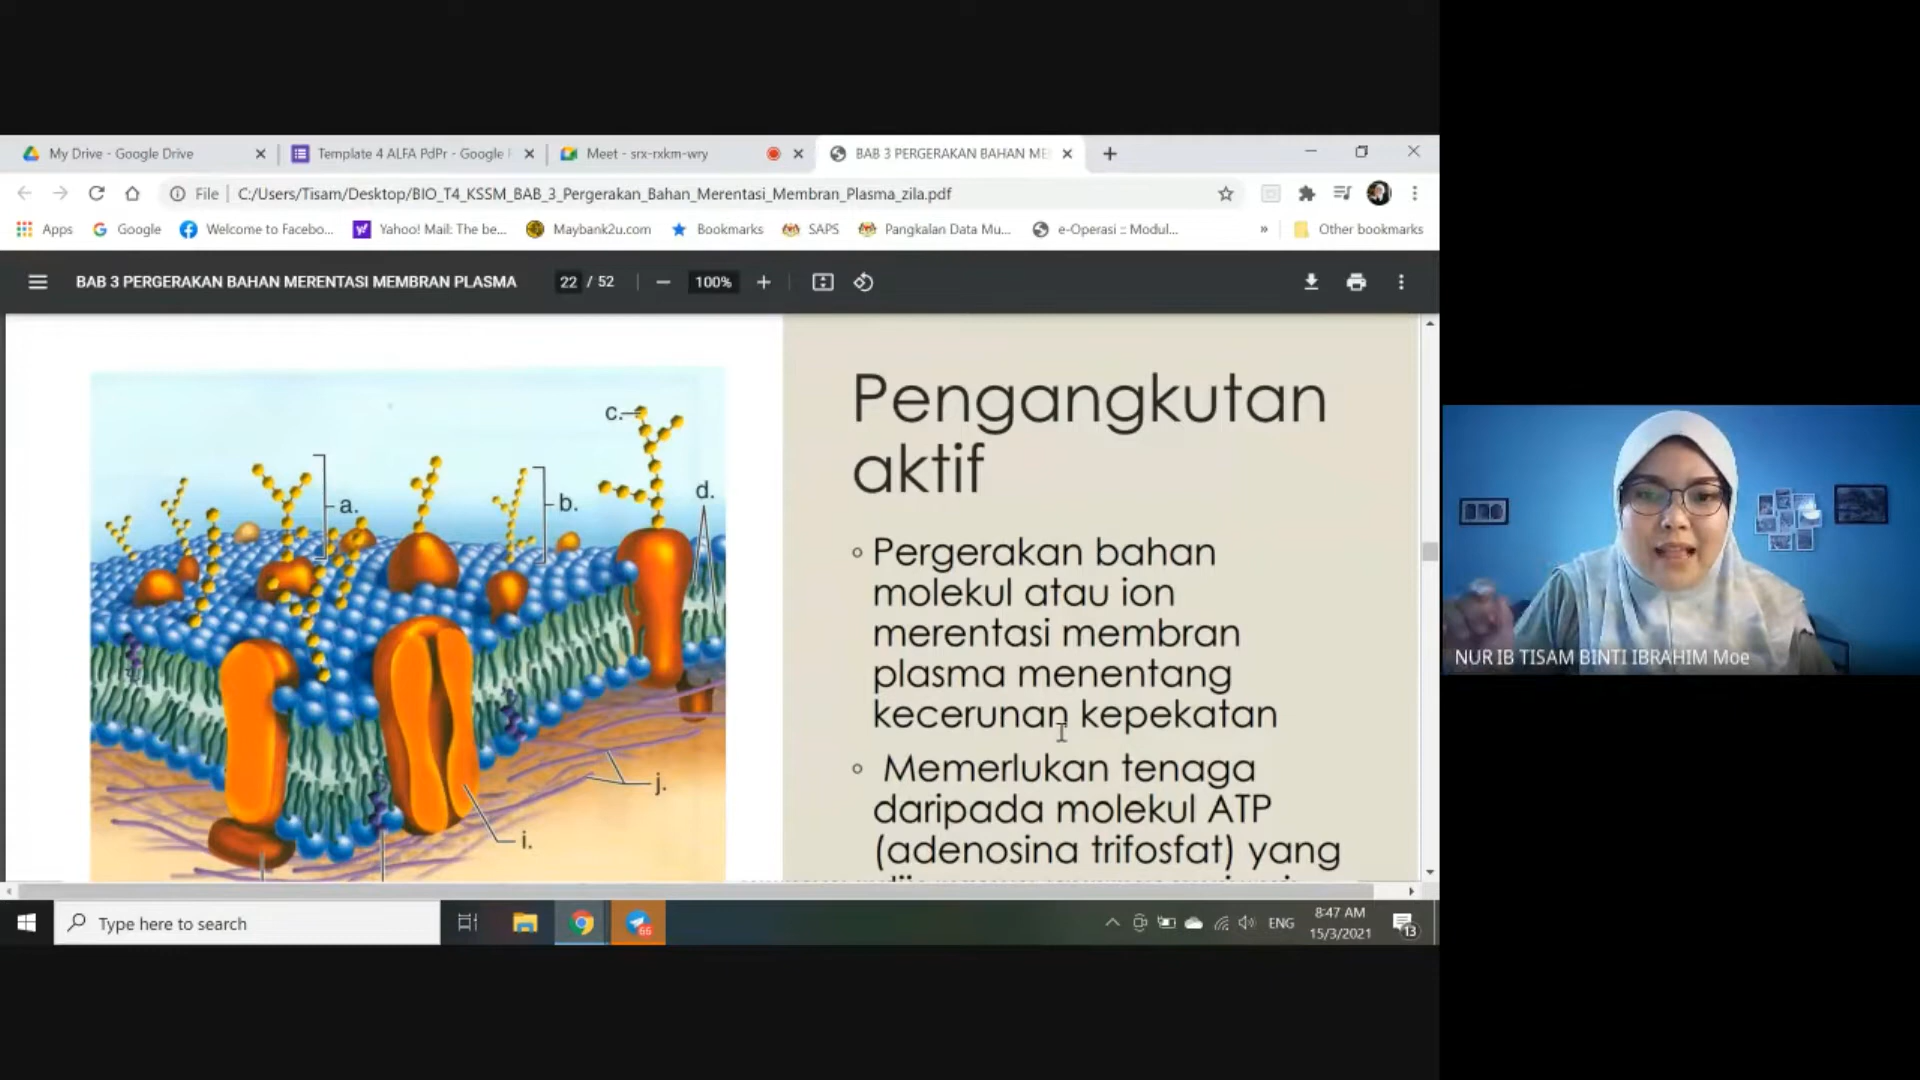 My Drive - Google Drive
Template 4 ALFA PdPr - Google
Meet - srx-rxkm-wry
BAB 3 PERGERAKAN BAHAN ME
File | C:/Users/Tisam/Desktop/BIO_T4_KSSM_BAB_3_Pergerakan_Bahan_Merentasi_Membran_Plasma_zila.pdf
Apps
Google
Welcome to Facebo...
Yahoo! Mail: The be...
Maybank2u.com
Bookmarks
SAPS
Pangkalan Data Mu...
e-Operasi :: Modul...
»
Other bookmarks
BAB 3 PERGERAKAN BAHAN MERENTASI MEMBRAN PLASMA
22 / 52
100%
c.
a.
b.
d.
j.
i.
Pengangkutan
aktif
Pergerakan bahan
molekul atau ion
merentasi membran
plasma menentang
kecerunan kepekatan
Memerlukan tenaga
daripada molekul ATP
(adenosina trifosfat) yang
NUR IB TISAM BINTI IBRAHIM Moe
Type here to search
66
ENG
8:47 AM
15/3/2021
13